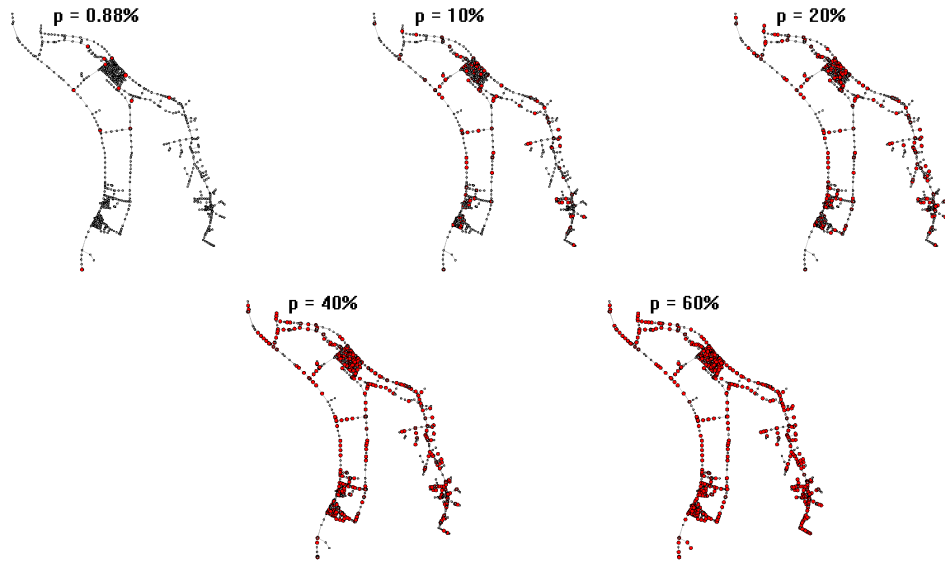 p = 0.88%
p = 10%
p = 20%
p = 40%
p = 60%